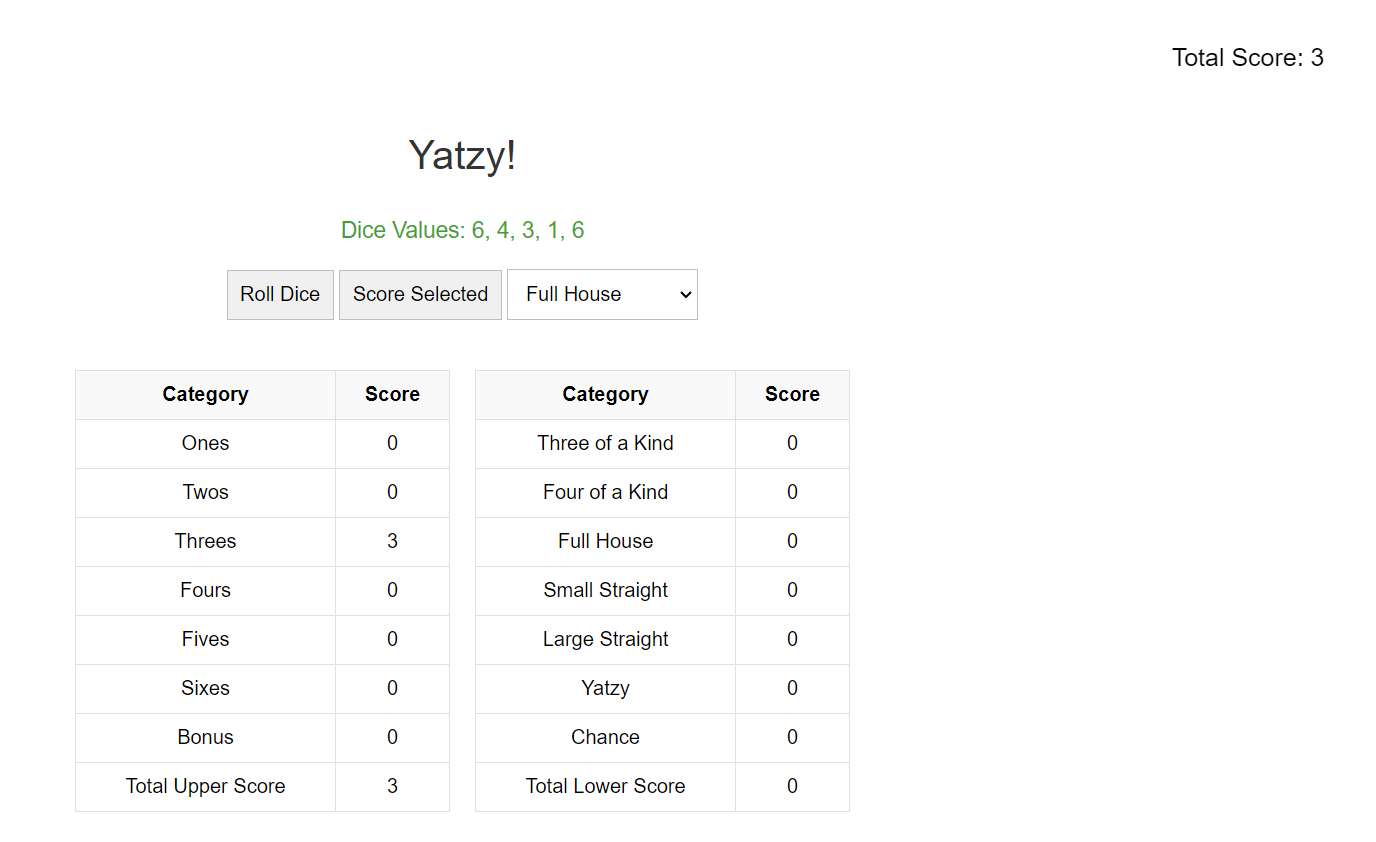 Total Score: 3
Yatzy!
Dice Values: 6, 4, 3, 1, 6
Roll Dice Score Selected Full House
Category Score Category Score
Ones 0 Three of a Kind 0
Twos 0 Four of a Kind 0
Threes 3 Full House 0
Fours 0 Small Straight 0
Fives 0 Large Straight 0
Sixes 0 Yatzy 0
Bonus 0 Chance 0
Total Upper Score 3 Total Lower Score 0